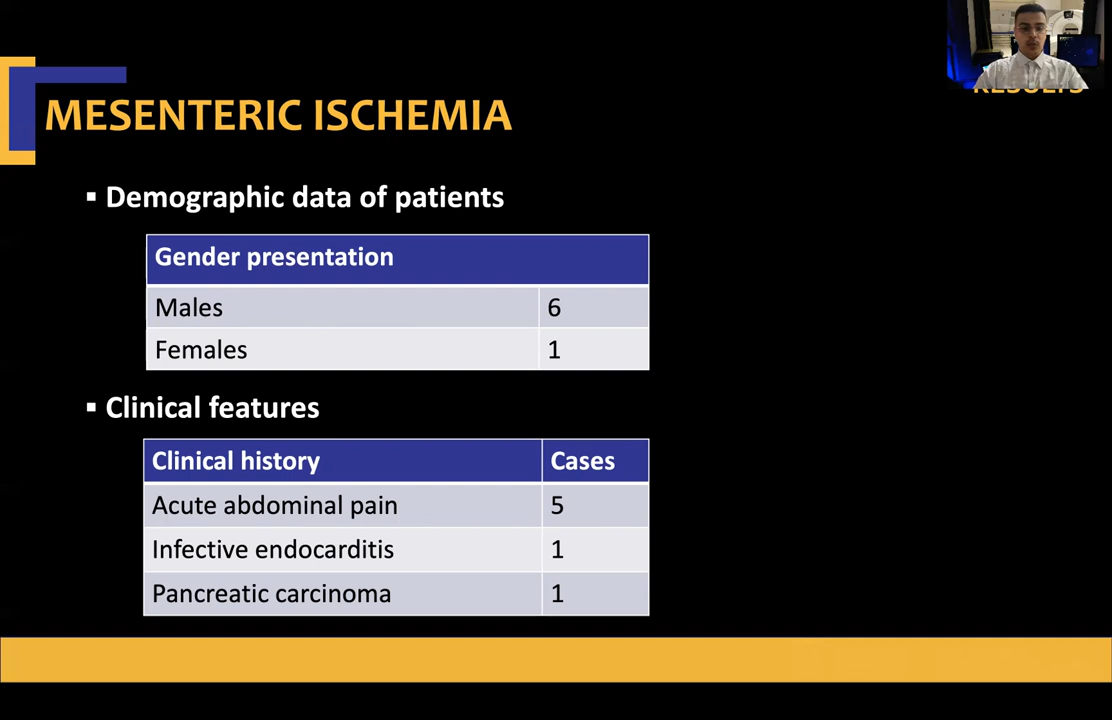 RESULTS
MESENTERIC ISCHEMIA
▪ Demographic data of patients
Gender presentation
Males 6
Females 1
▪ Clinical features
Clinical history Cases
Acute abdominal pain 5
Infective endocarditis 1
Pancreatic carcinoma 1